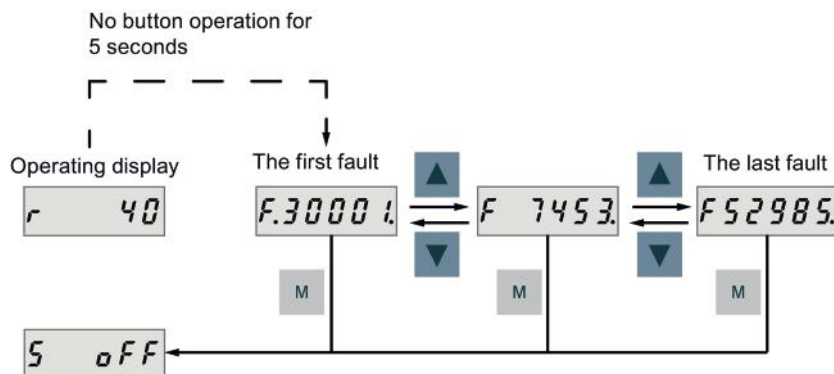 No button operation for
5 seconds
Operating display
The first fault
The last fault
r 40
F.30001.
F 7453.
F52985.
M
M
M
S oFF